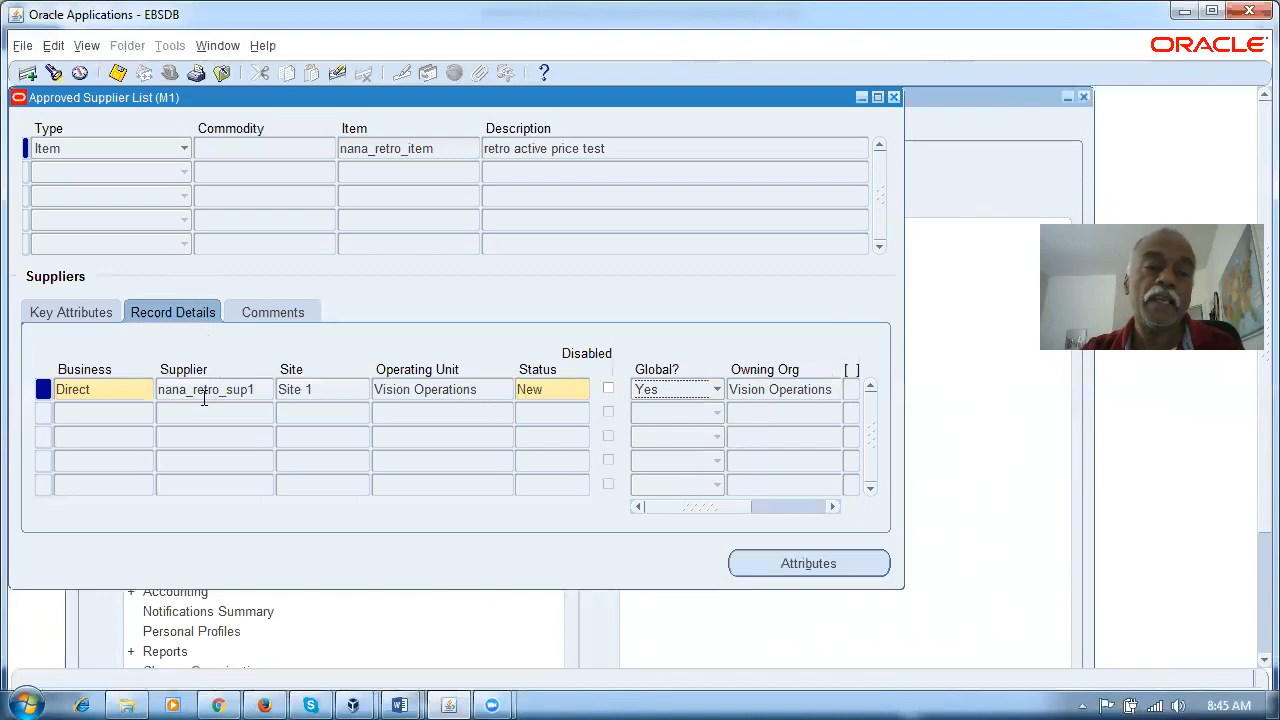 Oracle Applications - EBSDB
File Edit View Folder Tools Window Help
ORACLE
Approved Supplier List (M1)
Type Commodity Item Description
Item nana_retro_item retro active price test
Suppliers
Key Attributes Record Details Comments
Disabled
Business Supplier Site Operating Unit Status Global? Owning Org [ ]
Direct nana_retro_sup1 Site 1 Vision Operations New Yes Vision Operations
Attributes
+ Accounting
Notifications Summary
Personal Profiles
+ Reports
8:45 AM